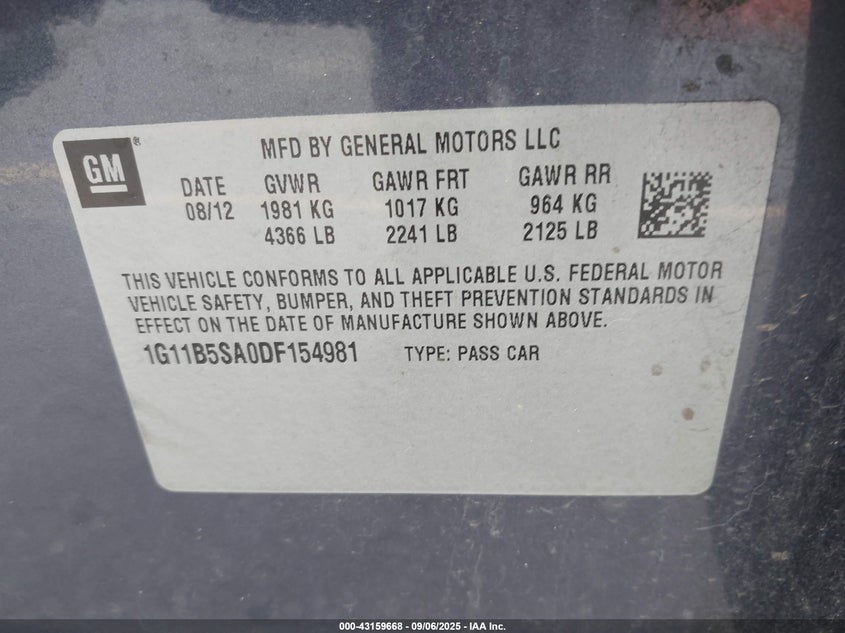 GM
MFD BY GENERAL MOTORS LLC
DATE GVWR GAWR FRT GAWR RR
08/12 1981 KG 1017 KG 964 KG
4366 LB 2241 LB 2125 LB
THIS VEHICLE CONFORMS TO ALL APPLICABLE U.S. FEDERAL MOTOR
VEHICLE SAFETY, BUMPER, AND THEFT PREVENTION STANDARDS IN
EFFECT ON THE DATE OF MANUFACTURE SHOWN ABOVE.
1G11B5SA0DF154981 TYPE: PASS CAR
000-43159668 - 09/06/2025 - IAA Inc.